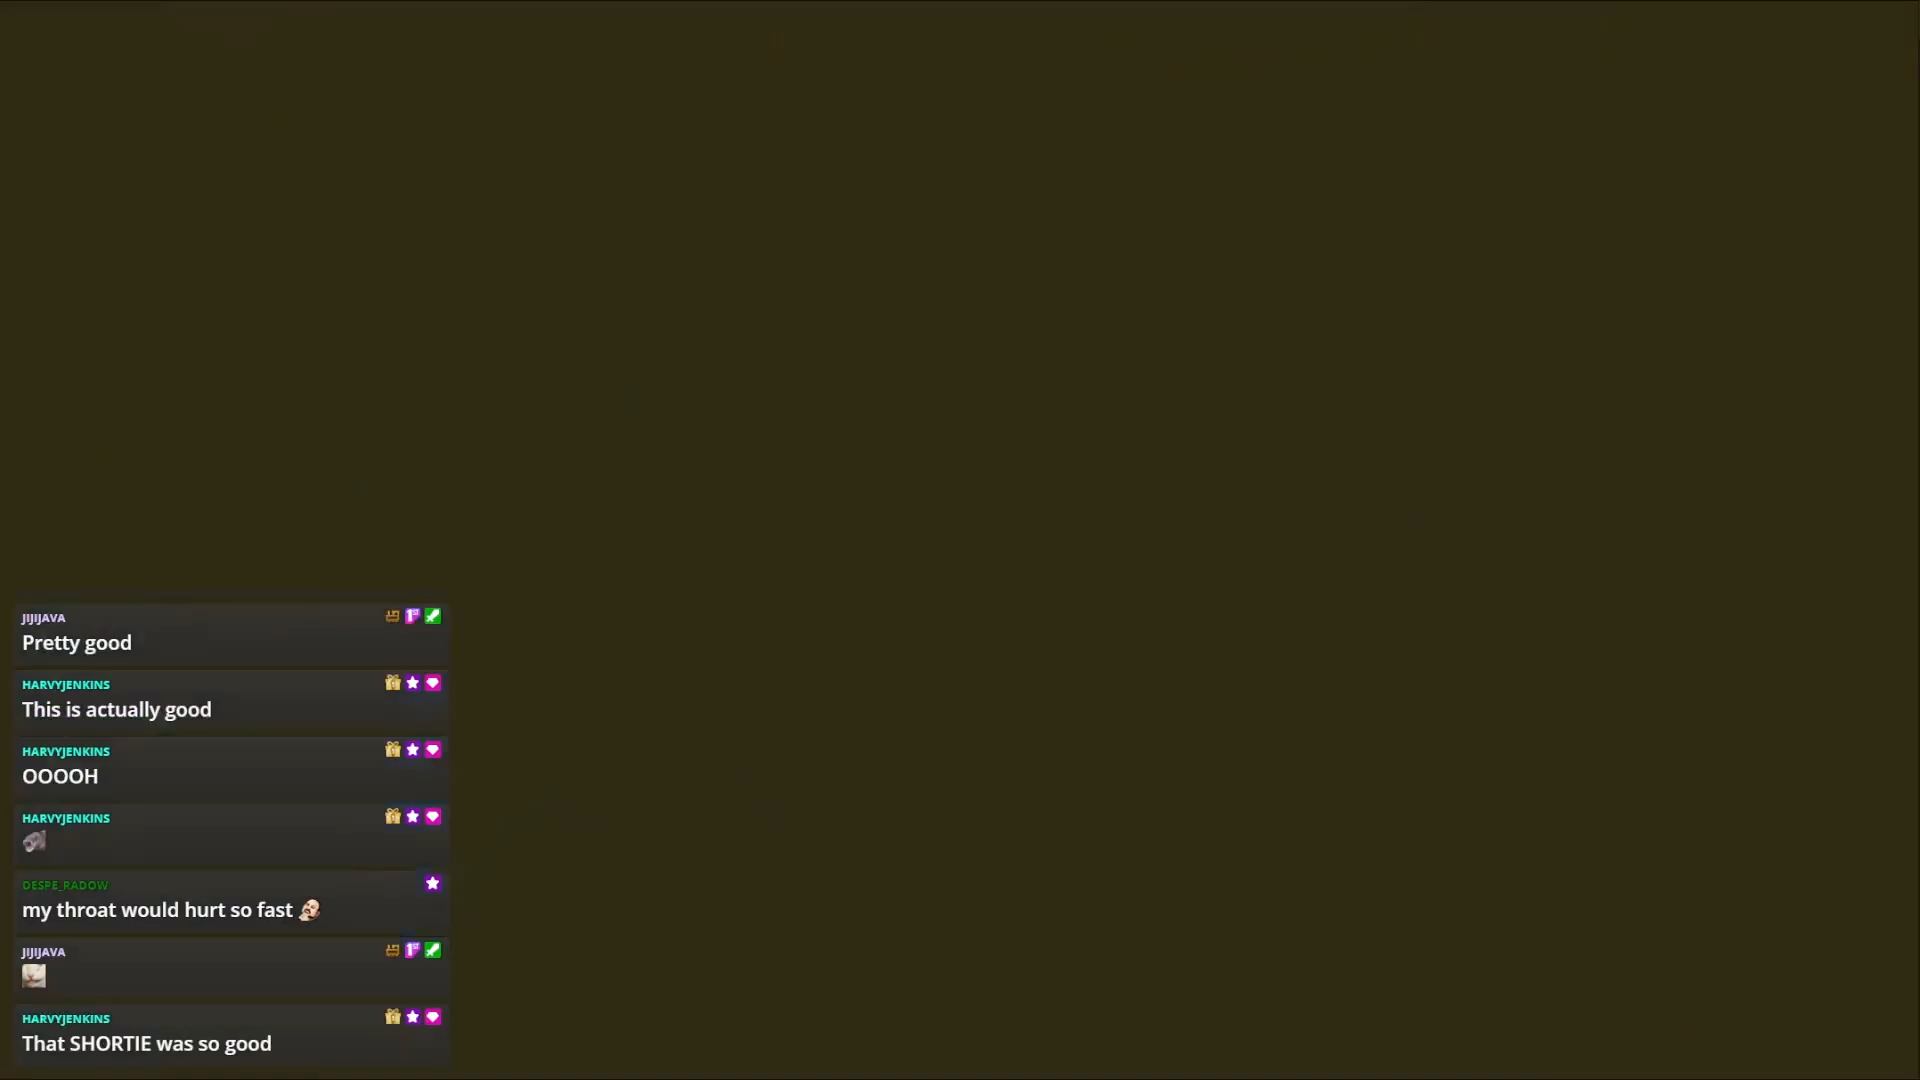 JIJIJAVA
Pretty good
HARVYJENKINS
This is actually good
HARVYJENKINS
OOOOH
HARVYJENKINS
DESPE_RADOW
my throat would hurt so fast
JIJIJAVA
HARVYJENKINS
That SHORTIE was so good